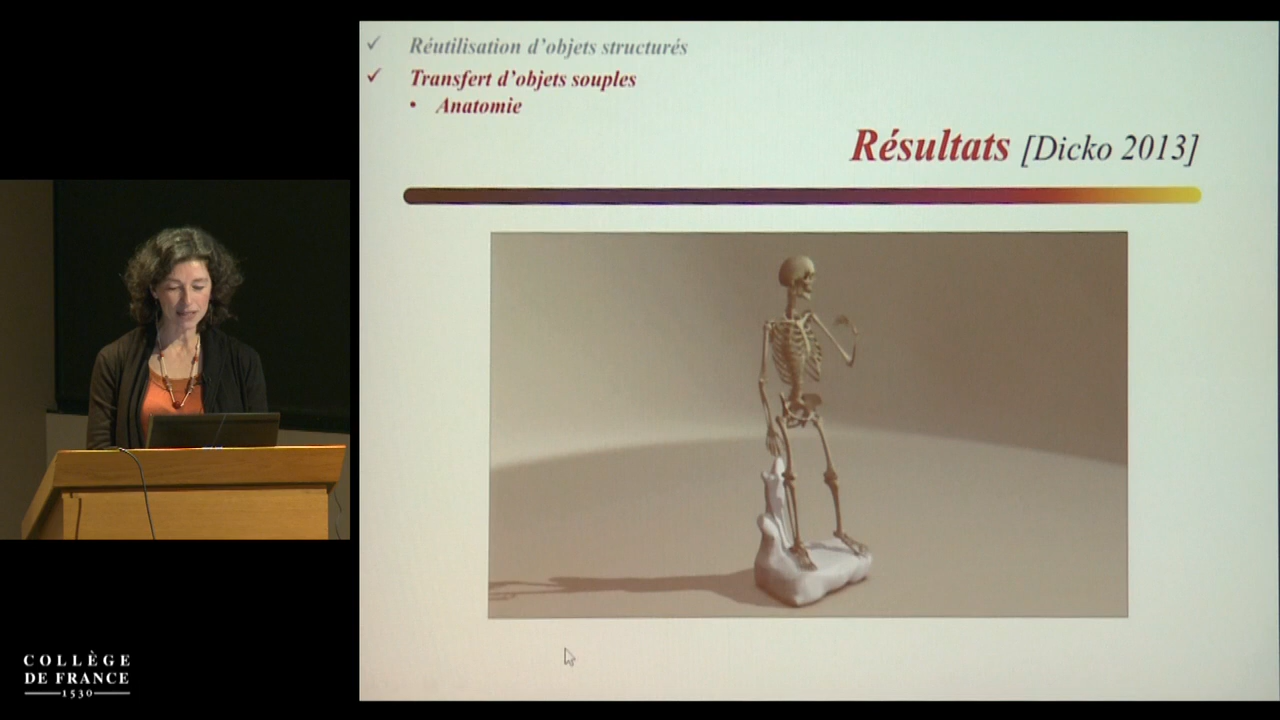 Réutilisation d'objets structurés
Transfert d'objets souples
• Anatomie
Résultats [Dicko 2013]
COLLÈGE
DE FRANCE
1530